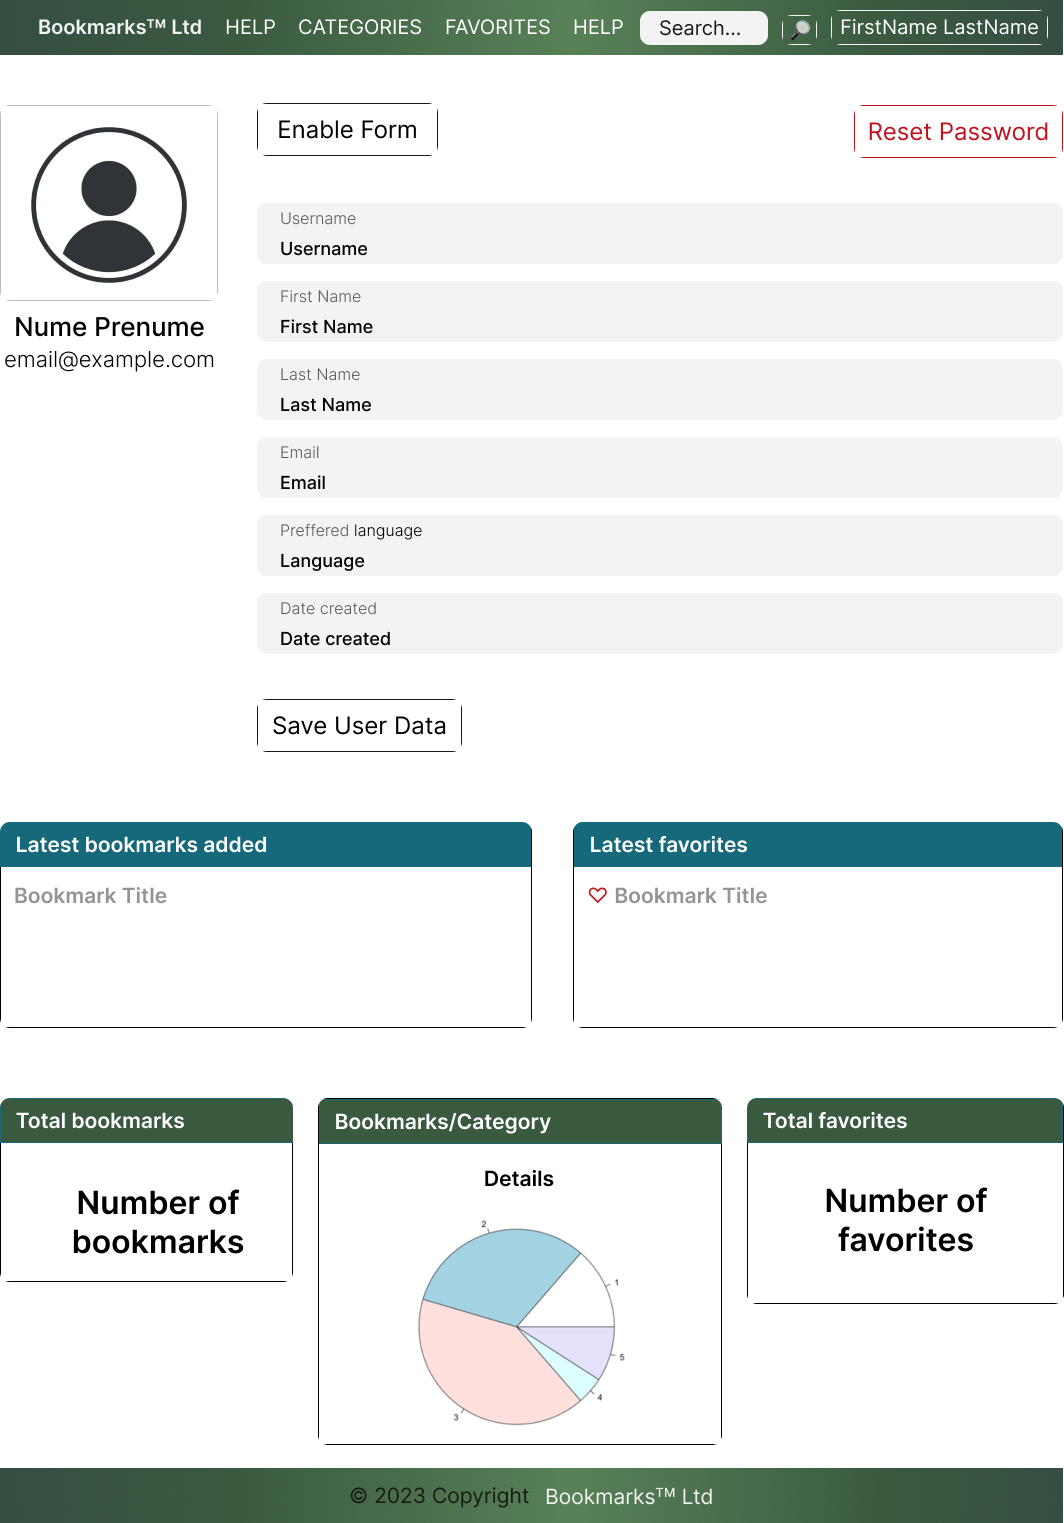 Bookmarks™ Ltd HELP CATEGORIES FAVORITES HELP Search... FirstName LastName
Enable Form
Reset Password
Nume Prenume
email@example.com
Username
Username
First Name
First Name
Last Name
Last Name
Email
Email
Preffered language
Language
Date created
Date created
Save User Data
Latest bookmarks added
Bookmark Title
Latest favorites
Bookmark Title
Total bookmarks
Number of
bookmarks
Bookmarks/Category
Details
2
1
5
4
3
Total favorites
Number of
favorites
© 2023 Copyright Bookmarks™ Ltd